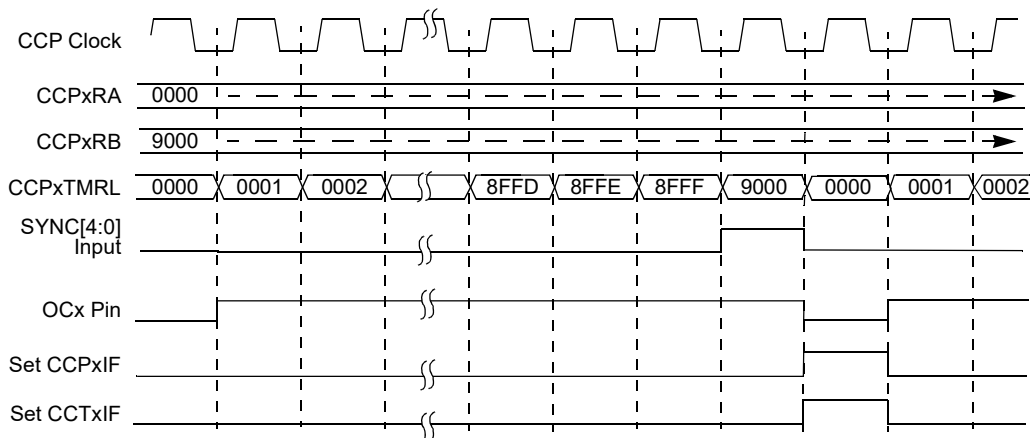 CCP Clock
CCPxRA 0000
CCPxRB 9000
CCPxTMRL 0000 0001 0002 8FFD 8FFE 8FFF 9000 0000 0001 0002
SYNC[4:0]
Input
OCx Pin
Set CCPxIF
Set CCTxIF